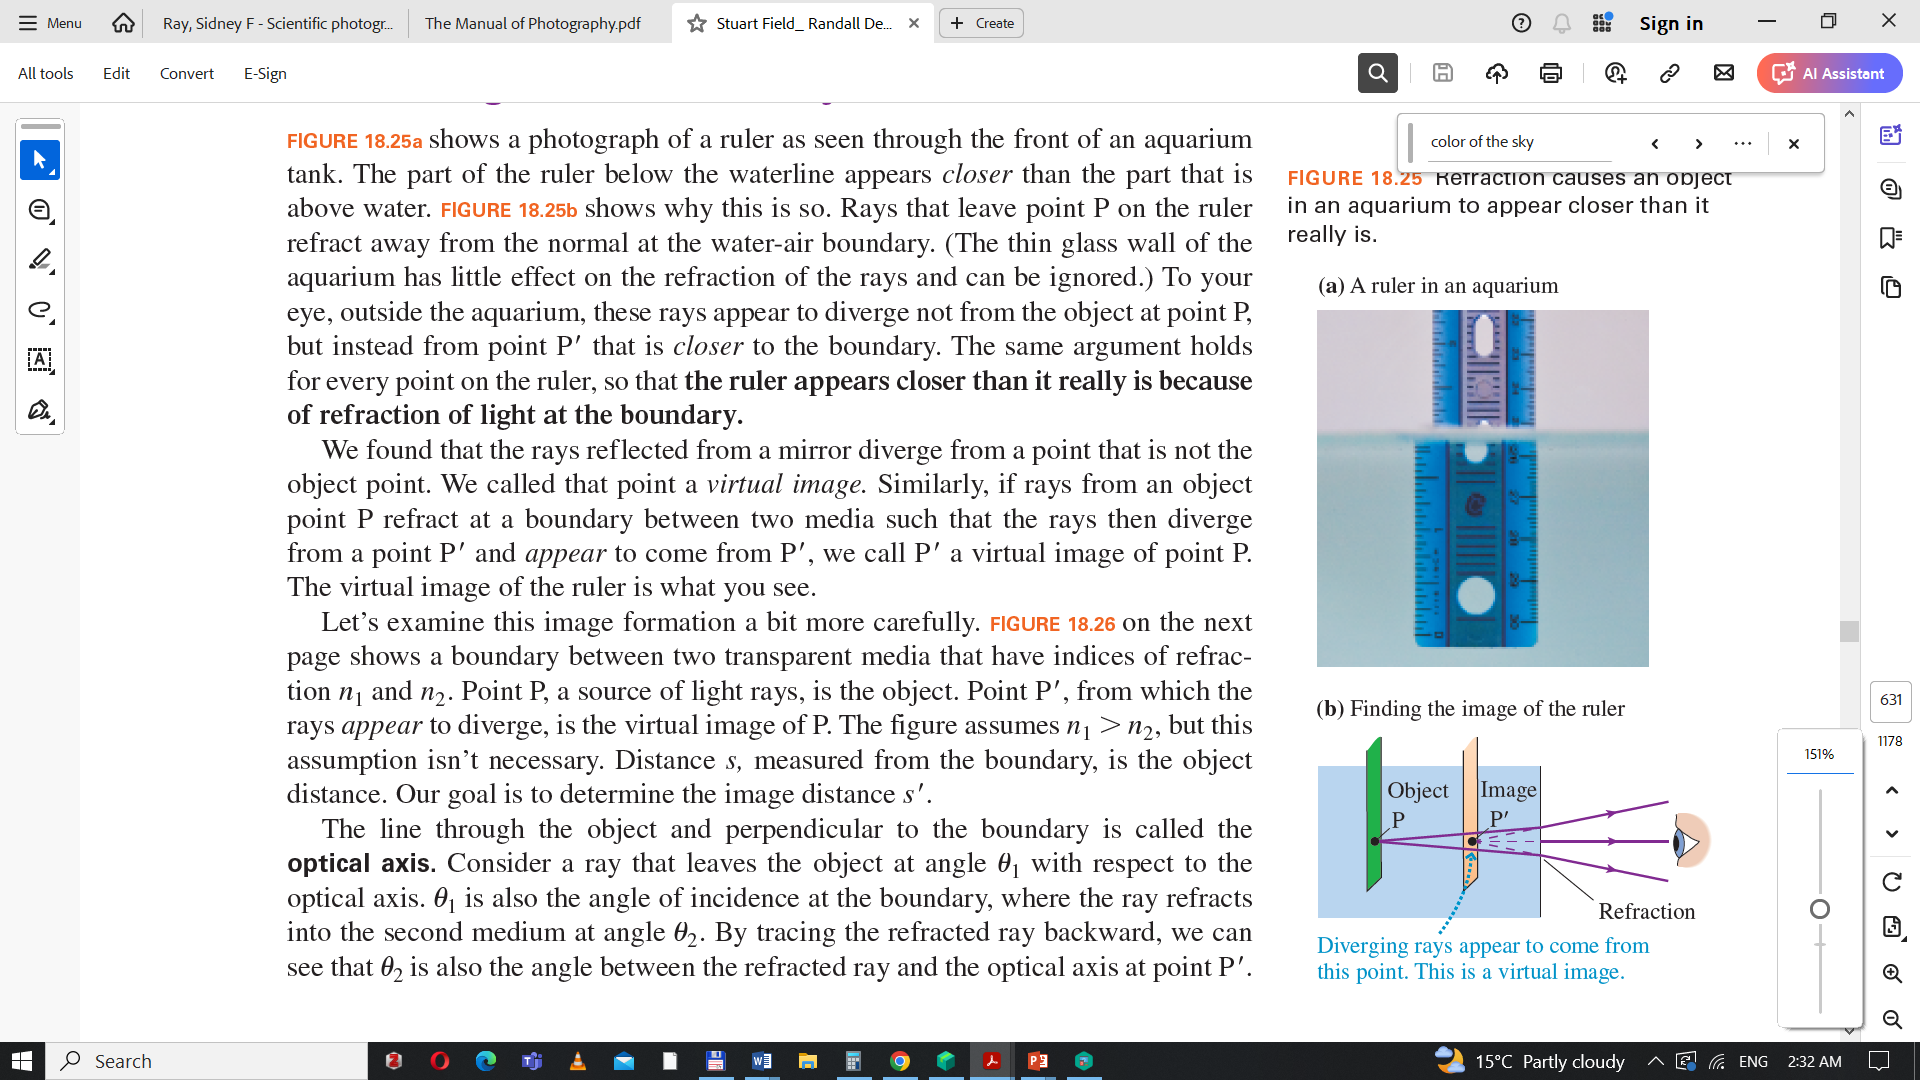 Menu
Ray, Sidney F - Scientific photogr...
The Manual of Photography.pdf
Stuart Field_ Randall De...
Create
Sign in
All tools
Edit
Convert
E-Sign
AI Assistant
color of the sky
FIGURE 18.25a shows a photograph of a ruler as seen through the front of an aquarium
tank. The part of the ruler below the waterline appears closer than the part that is
above water. FIGURE 18.25b shows why this is so. Rays that leave point P on the ruler
refract away from the normal at the water-air boundary. (The thin glass wall of the
aquarium has little effect on the refraction of the rays and can be ignored.) To your
eye, outside the aquarium, these rays appear to diverge not from the object at point P,
but instead from point P′ that is closer to the boundary. The same argument holds
for every point on the ruler, so that the ruler appears closer than it really is because
of refraction of light at the boundary.
We found that the rays reflected from a mirror diverge from a point that is not the
object point. We called that point a virtual image. Similarly, if rays from an object
point P refract at a boundary between two media such that the rays then diverge
from a point P′ and appear to come from P′, we call P′ a virtual image of point P.
The virtual image of the ruler is what you see.
Let's examine this image formation a bit more carefully. FIGURE 18.26 on the next
page shows a boundary between two transparent media that have indices of refrac-
tion n₁ and n₂. Point P, a source of light rays, is the object. Point P′, from which the
rays appear to diverge, is the virtual image of P. The figure assumes n₁ > n₂, but this
assumption isn't necessary. Distance s, measured from the boundary, is the object
distance. Our goal is to determine the image distance s′.
The line through the object and perpendicular to the boundary is called the
optical axis. Consider a ray that leaves the object at angle θ₁ with respect to the
optical axis. θ₁ is also the angle of incidence at the boundary, where the ray refracts
into the second medium at angle θ₂. By tracing the refracted ray backward, we can
see that θ₂ is also the angle between the refracted ray and the optical axis at point P′.
FIGURE 18.25 Refraction causes an object
in an aquarium to appear closer than it
really is.
(a) A ruler in an aquarium
26
27
28
29
30
(b) Finding the image of the ruler
Object
P
Image
P′
Refraction
Diverging rays appear to come from
this point. This is a virtual image.
631
1178
151%
Search
15°C Partly cloudy
ENG
2:32 AM